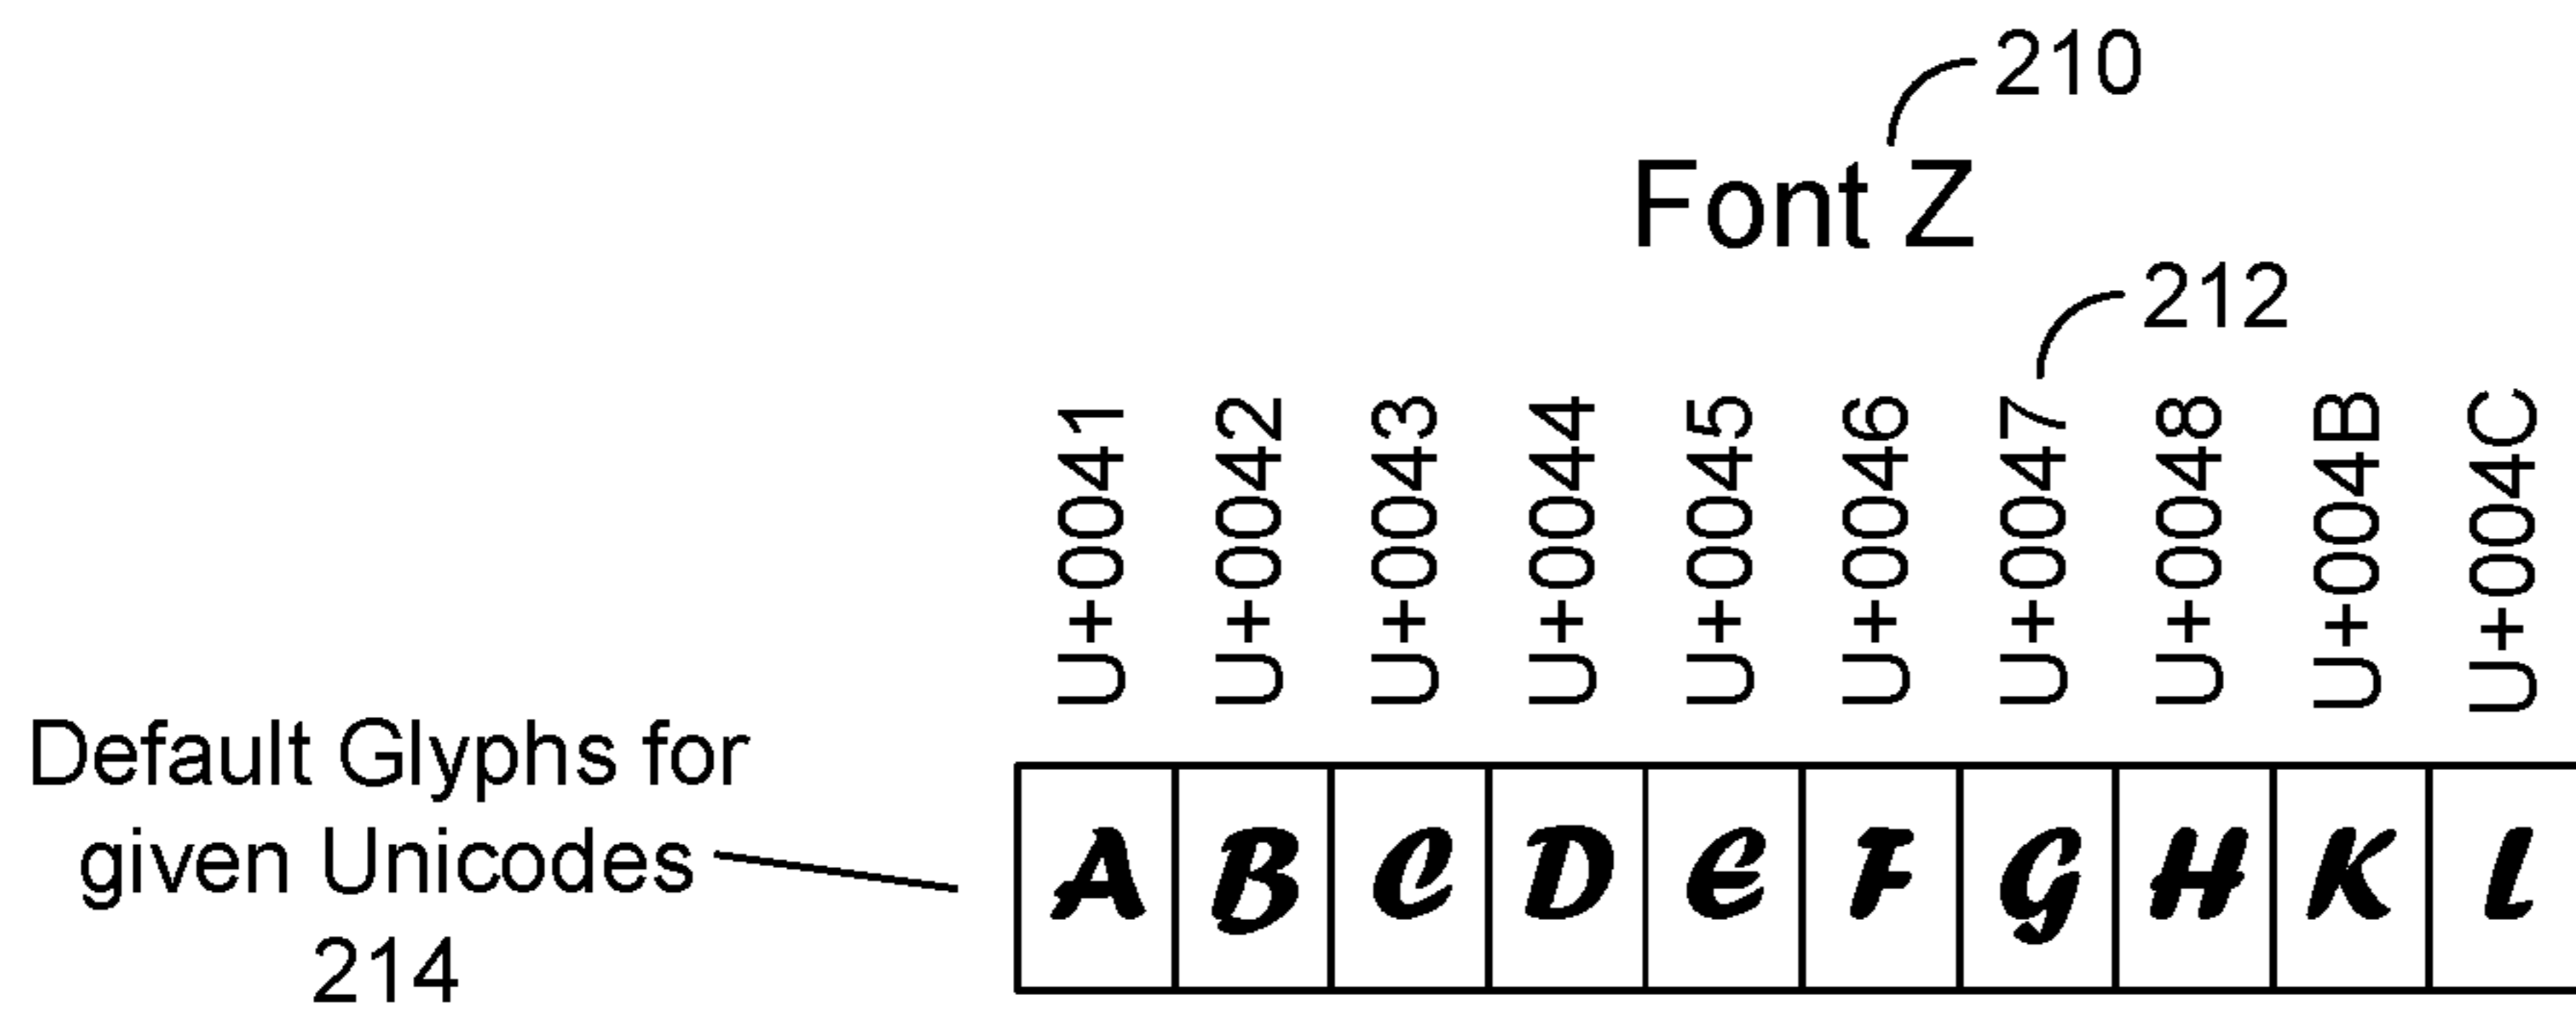 210
Font Z
212
U+0041 U+0042 U+0043 U+0044 U+0045 U+0046 U+0047 U+0048 U+004B U+004C
Default Glyphs for
given Unicodes
214
A B C D E F G H K L